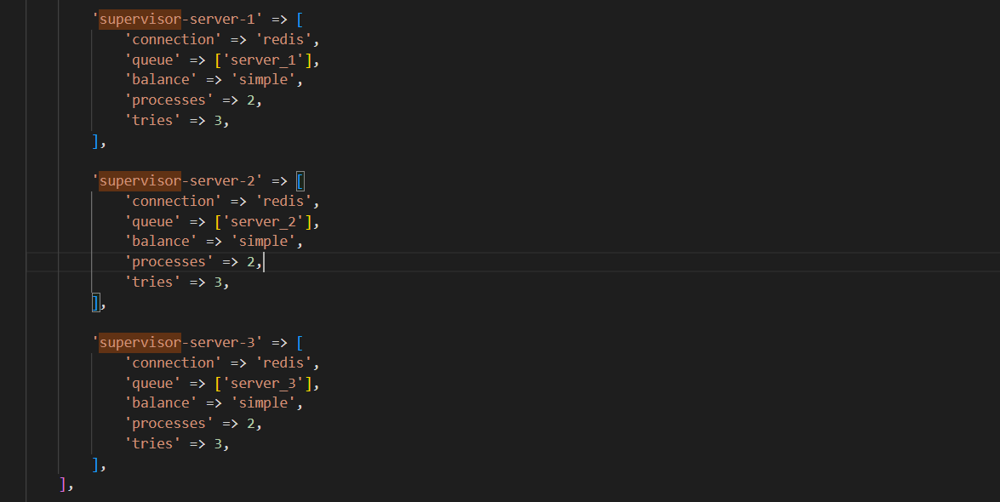 'supervisor-server-1' => [
'connection' => 'redis',
'queue' => ['server_1'],
'balance' => 'simple',
'processes' => 2,
'tries' => 3,
],
'supervisor-server-2' => [
'connection' => 'redis',
'queue' => ['server_2'],
'balance' => 'simple',
'processes' => 2,
'tries' => 3,
],
'supervisor-server-3' => [
'connection' => 'redis',
'queue' => ['server_3'],
'balance' => 'simple',
'processes' => 2,
'tries' => 3,
],
],